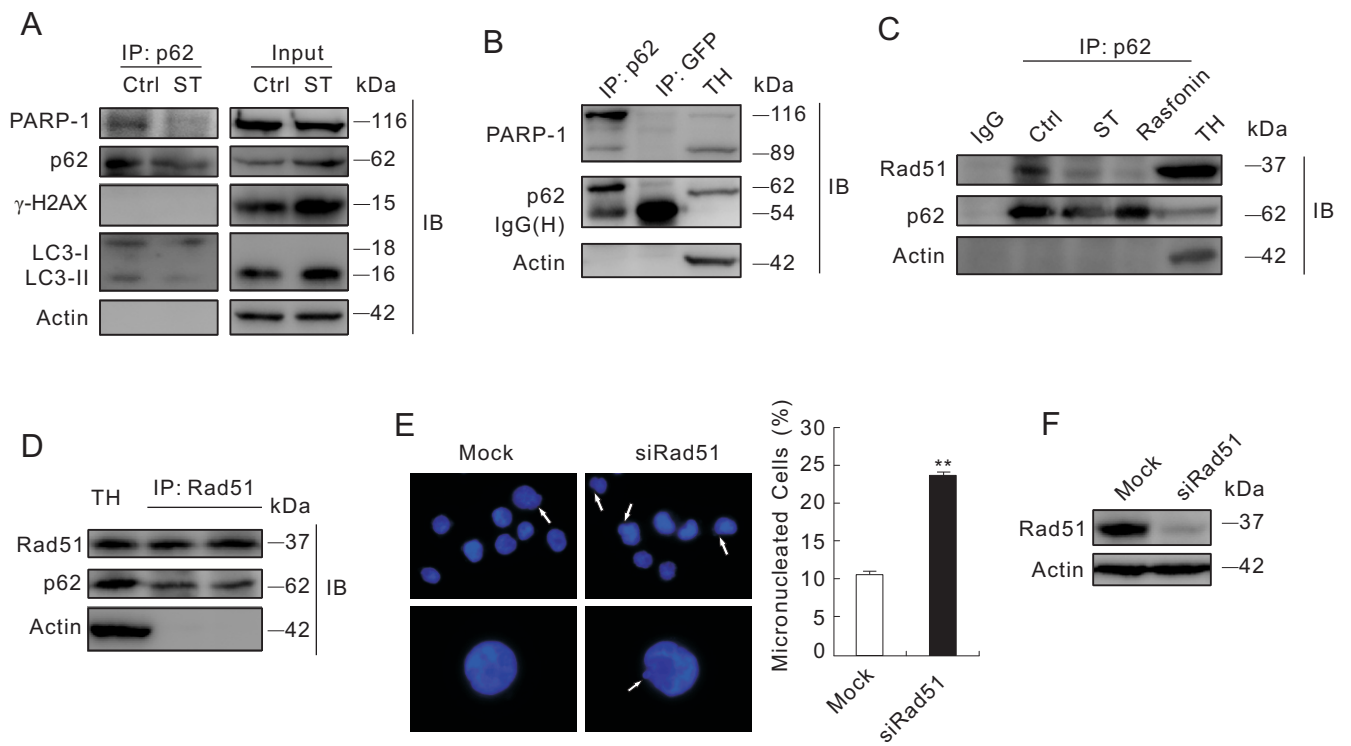 A
IP: p62 Input
Ctrl ST Ctrl ST kDa
PARP-1 —116
p62 —62
γ-H2AX —15
LC3-I —18
LC3-II —16
Actin —42
IB
B
IP: p62 IP: GFP TH kDa
PARP-1 —116
—89
p62 —62
IgG(H) —54
Actin —42
IB
C
IP: p62
IgG Ctrl ST Rasfonin TH kDa
Rad51 —37
p62 —62
Actin —42
IB
D
TH IP: Rad51 kDa
Rad51 —37
p62 —62
Actin —42
IB
E
Mock siRad51
Micronucleated Cells (%)
30
25
20
15
10
5
0
**
Mock siRad51
F
Mock siRad51 kDa
Rad51 —37
Actin —42